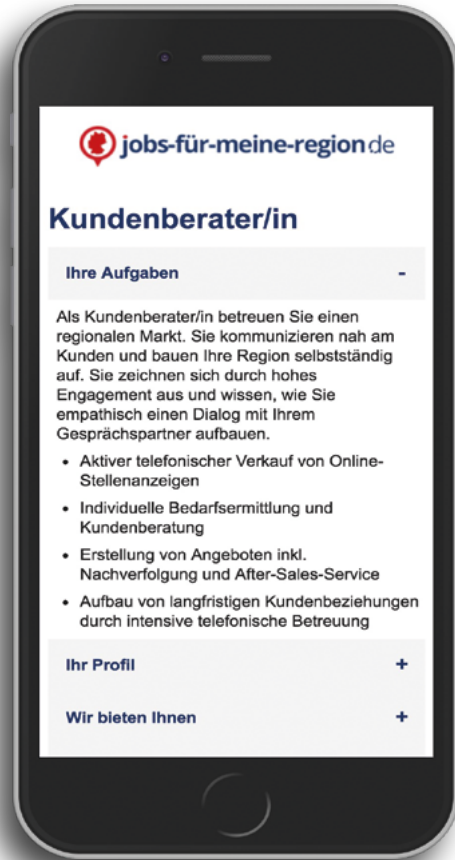 jobs-für-meine-region.de
Kundenberater/in
Ihre Aufgaben -
Als Kundenberater/in betreuen Sie einen
regionalen Markt. Sie kommunizieren nah am
Kunden und bauen Ihre Region selbstständig
auf. Sie zeichnen sich durch hohes
Engagement aus und wissen, wie Sie
empathisch einen Dialog mit Ihrem
Gesprächspartner aufbauen.
• Aktiver telefonischer Verkauf von Online-
Stellenanzeigen
• Individuelle Bedarfsermittlung und
Kundenberatung
• Erstellung von Angeboten inkl.
Nachverfolgung und After-Sales-Service
• Aufbau von langfristigen Kundenbeziehungen
durch intensive telefonische Betreuung
Ihr Profil +
Wir bieten Ihnen +